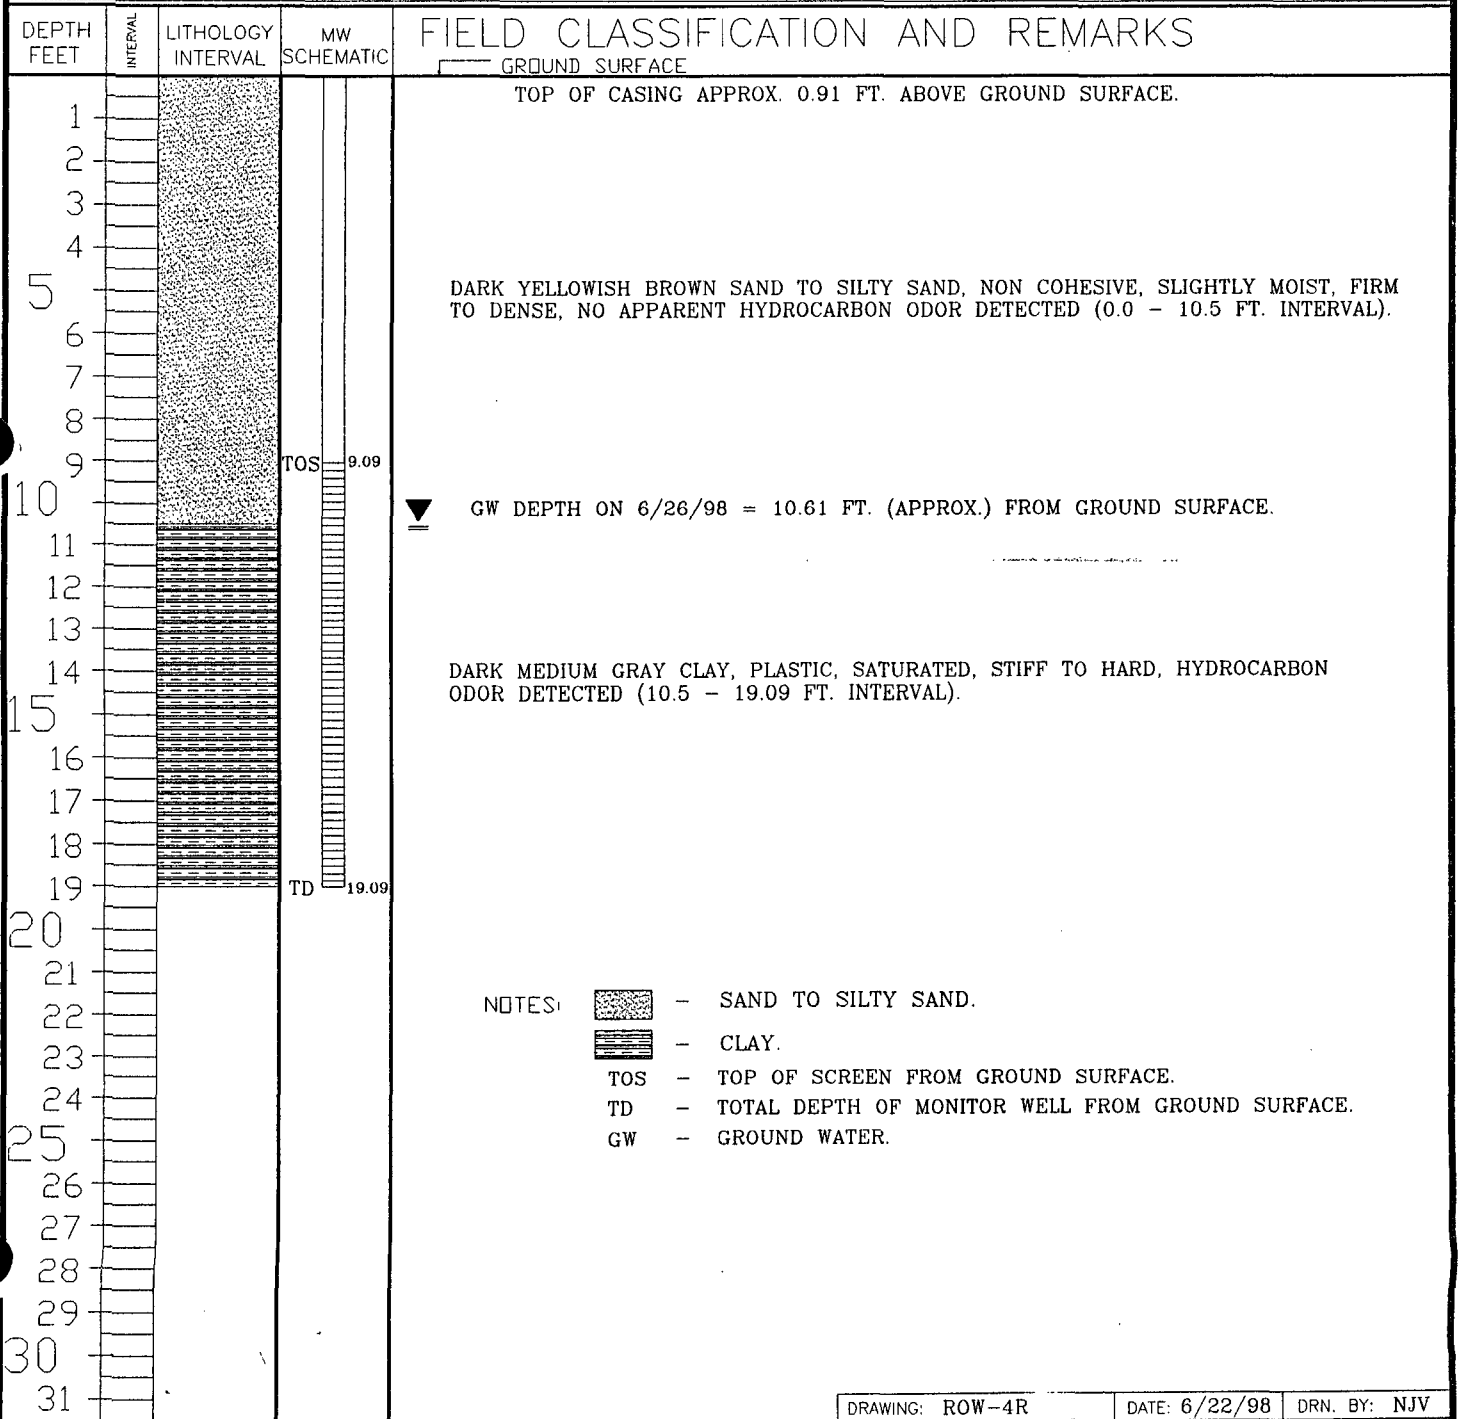 DEPTH FEET
INTERVAL
LITHOLOGY INTERVAL
MW SCHEMATIC
FIELD CLASSIFICATION AND REMARKS
GROUND SURFACE
TOP OF CASING APPROX. 0.91 FT. ABOVE GROUND SURFACE.
1
2
3
4
5
DARK YELLOWISH BROWN SAND TO SILTY SAND, NON COHESIVE, SLIGHTLY MOIST, FIRM
TO DENSE, NO APPARENT HYDROCARBON ODOR DETECTED (0.0 - 10.5 FT. INTERVAL).
6
7
8
9
TOS 9.09
10
GW DEPTH ON 6/26/98 = 10.61 FT. (APPROX.) FROM GROUND SURFACE.
11
12
13
14
DARK MEDIUM GRAY CLAY, PLASTIC, SATURATED, STIFF TO HARD, HYDROCARBON
ODOR DETECTED (10.5 - 19.09 FT. INTERVAL).
15
16
17
18
19
TD 19.09
20
21
22
23
24
25
26
27
28
29
30
31
NOTES:
- SAND TO SILTY SAND.
- CLAY.
TOS - TOP OF SCREEN FROM GROUND SURFACE.
TD - TOTAL DEPTH OF MONITOR WELL FROM GROUND SURFACE.
GW - GROUND WATER.
DRAWING: ROW-4R
DATE: 6/22/98
DRN. BY: NJV